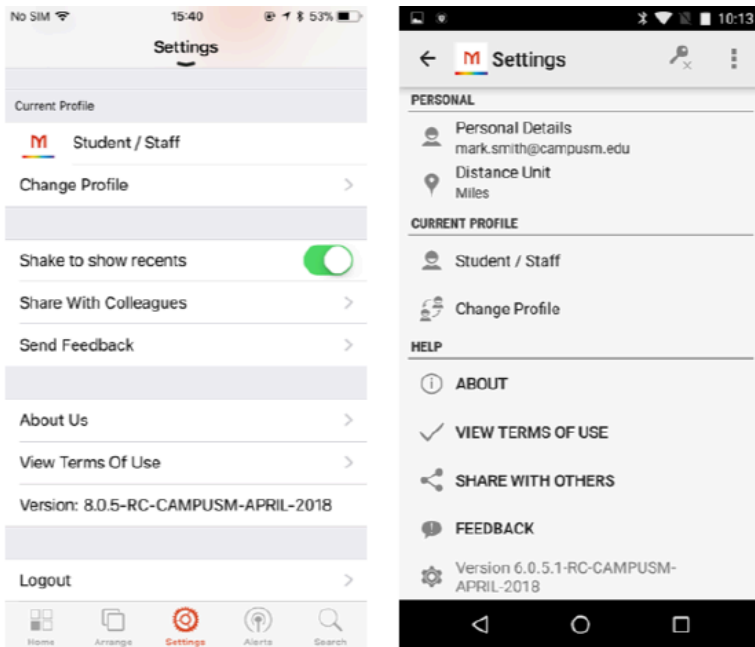 No SIM 15:40 53%
Settings
Current Profile
M Student / Staff
Change Profile
Shake to show recents
Share With Colleagues
Send Feedback
About Us
View Terms Of Use
Version: 8.0.5-RC-CAMPUSM-APRIL-2018
Logout
Home Arrange Settings Alerts Search
10:13
M Settings
PERSONAL
Personal Details
mark.smith@campusm.edu
Distance Unit
Miles
CURRENT PROFILE
Student / Staff
Change Profile
HELP
ABOUT
VIEW TERMS OF USE
SHARE WITH OTHERS
FEEDBACK
Version 6.0.5.1-RC-CAMPUSM-
APRIL-2018